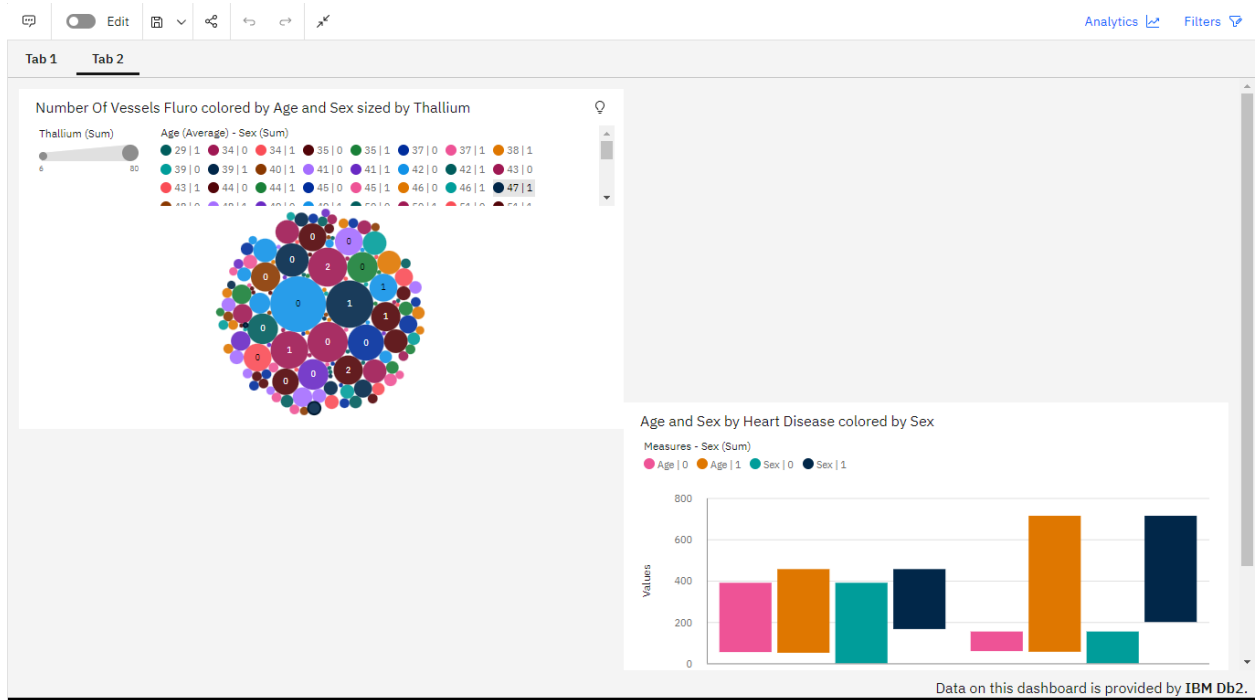 Edit
Analytics
Filters
Tab 1
Tab 2
Number Of Vessels Fluro colored by Age and Sex sized by Thallium
Thallium (Sum)
6 80
Age (Average) - Sex (Sum)
29 | 1 34 | 0 34 | 1 35 | 0 35 | 1 37 | 0 37 | 1 38 | 1
39 | 0 39 | 1 40 | 1 41 | 0 41 | 1 42 | 0 42 | 1 43 | 0
43 | 1 44 | 0 44 | 1 45 | 0 45 | 1 46 | 0 46 | 1 47 | 1
0
0
0 2 0
0 1
0 1
1
0
0 0
1
0
0 2
0
Age and Sex by Heart Disease colored by Sex
Measures - Sex (Sum)
Age | 0 Age | 1 Sex | 0 Sex | 1
Values
800
600
400
200
0
Data on this dashboard is provided by IBM Db2.